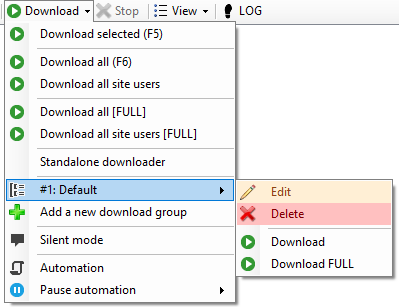 Download Stop View LOG
Download selected (F5)
Download all (F6)
Download all site users
Download all [FULL]
Download all site users [FULL]
Standalone downloader
#1: Default
Add a new download group
Silent mode
Automation
Pause automation
Edit
Delete
Download
Download FULL